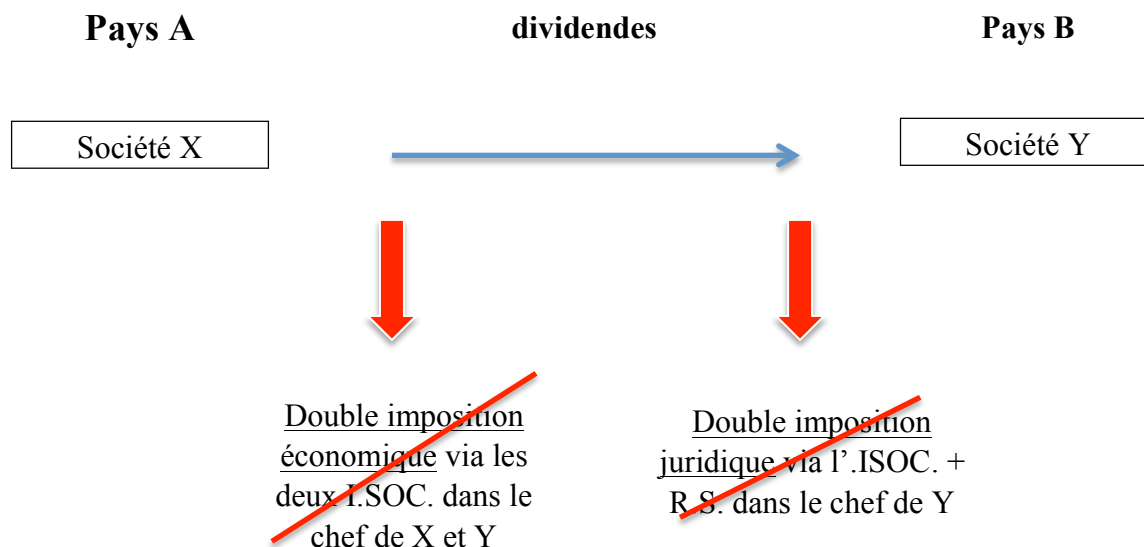 Pays A
dividendes
Pays B
Société X
Société Y
Double imposition
économique via les
deux I.SOC. dans le
chef de X et Y
Double imposition
juridique via l’.ISOC. +
R.S. dans le chef de Y